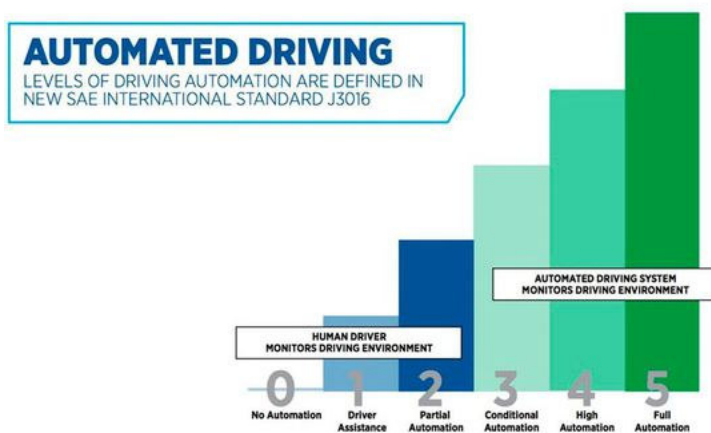 AUTOMATED DRIVING
LEVELS OF DRIVING AUTOMATION ARE DEFINED IN
NEW SAE INTERNATIONAL STANDARD J3016
AUTOMATED DRIVING SYSTEM
MONITORS DRIVING ENVIRONMENT
HUMAN DRIVER
MONITORS DRIVING ENVIRONMENT
0
No Automation
1
Driver
Assistance
2
Partial
Automation
3
Conditional
Automation
4
High
Automation
5
Full
Automation